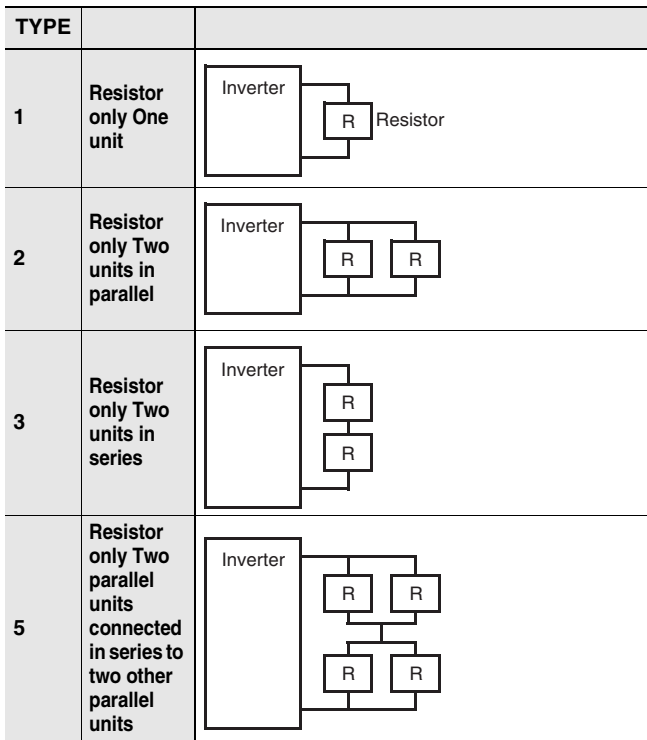 TYPE
1
Resistor
only One
unit
Inverter
R
Resistor
2
Resistor
only Two
units in
parallel
Inverter
R
R
3
Resistor
only Two
units in
series
Inverter
R
R
5
Resistor
only Two
parallel
units
connected
in series to
two other
parallel
units
Inverter
R
R
R
R